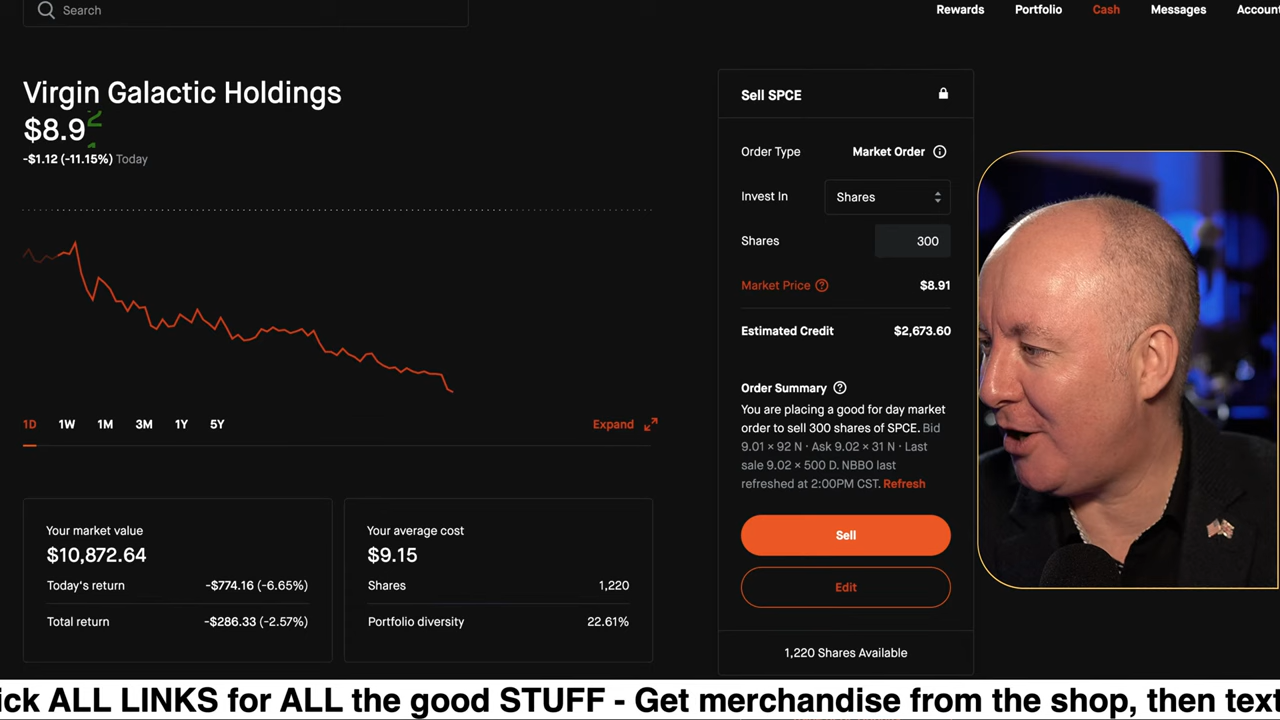 Search
Rewards Portfolio Cash Messages Accoun
Virgin Galactic Holdings
$8.9
-$1.12 (-11.15%) Today
1D 1W 1M 3M 1Y 5Y
Expand
Your market value
$10,872.64
Today's return -$774.16 (-6.65%)
Total return -$286.33 (-2.57%)
Your average cost
$9.15
Shares 1,220
Portfolio diversity 22.61%
Sell SPCE
Order Type Market Order
Invest In Shares
Shares 300
Market Price $8.91
Estimated Credit $2,673.60
Order Summary
You are placing a good for day market
order to sell 300 shares of SPCE. Bid
9.01 × 92 N · Ask 9.02 × 31 N · Last
sale 9.02 × 500 D. NBBO last
refreshed at 2:00PM CST. Refresh
Sell
Edit
1,220 Shares Available
ick ALL LINKS for ALL the good STUFF - Get merchandise from the shop, then text